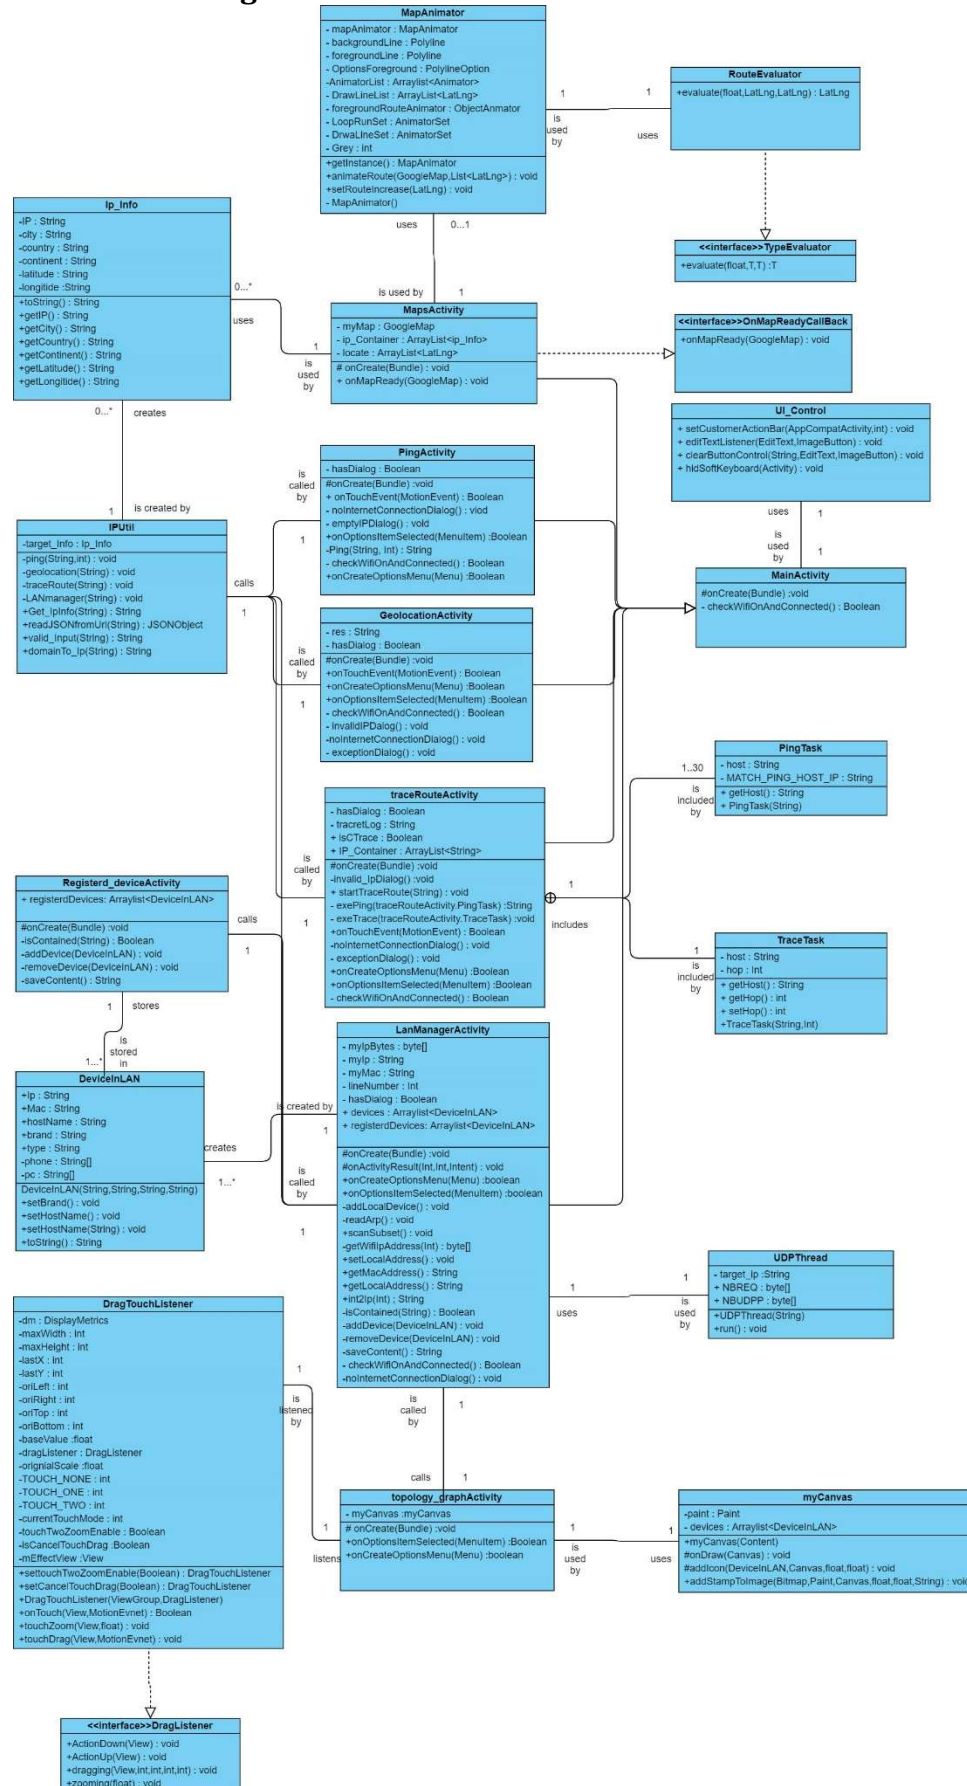 g
MapAnimator
- mapAnimator : MapAnimator
- backgroundLine : Polyline
- foregroundLine : Polyline
- OptionsForeground : PolylineOption
-AnimatorList : Arraylist<Animator>
- DrawLineList : ArrayList<LatLng>
- foregroundRouteAnimator : ObjectAnmator
- LoopRunSet : AnimatorSet
- DrwaLineSet : AnimatorSet
- Grey : int
+getInstance() : MapAnimator
+animateRoute(GoogleMap,List<LatLng>) : void
+setRouteIncrease(LatLng) : void
- MapAnimator()
1
is
used
by
1
uses
RouteEvaluator
+evaluate(float,LatLng,LatLng) : LatLng
<<interface>>TypeEvaluator
+evaluate(float,T,T) :T
uses
0...1
is used by
1
Ip_Info
-IP : String
-city : String
-country : String
-continent : String
-latitude : String
-longitide :String
+toString() : String
+getIP() : String
+getCity() : String
+getCountry() : String
+getContinent() : String
+getLatitude() : String
+getLongitide() : String
0...*
uses
1
is
used
by
MapsActivity
- myMap : GoogleMap
- ip_Container : ArrayList<ip_Info>
- locate : ArrayList<LatLng>
# onCreate(Bundle) : void
+ onMapReady(GoogleMap) : void
<<interface>>OnMapReadyCallBack
+onMapReady(GoogleMap) : void
0...*
creates
1
is created by
UI_Control
+ setCustomerActionBar(AppCompatActivity,int) : void
+ editTextListener(EditText,ImageButton) : void
+ clearButtonControl(String,EditText,ImageButton) : void
+ hidSoftKeyboard(Activity) : void
uses
1
is
used
by
1
MainActivity
#onCreate(Bundle) :void
- checkWifiOnAndConnected() : Boolean
PingActivity
- hasDialog : Boolean
#onCreate(Bundle) :void
+ onTouchEvent(MotionEvent) : Boolean
- noInternetConnectionDialog() : viod
- emptyIPDialog() : void
+onOptionsItemSelected(MenuItem) :Boolean
-Ping(String, Int) : String
- checkWifiOnAndConnected() : Boolean
+onCreateOptionsMenu(Menu) :Boolean
is
called
by
1
IPUtil
-target_Info : Ip_Info
-ping(String,int) : void
-geolocation(String) : void
-traceRoute(String) : void
-LANmanager(String) : void
+Get_IpInfo(String) : String
+readJSONfromUrl(String) : JSONObject
+valid_Input(String) : String
+domainTo_Ip(String) : String
calls
1
GeolocationActivity
- res : String
- hasDialog : Boolean
#onCreate(Bundle) :void
+onTouchEvent(MotionEvent) : Boolean
+onCreateOptionsMenu(Menu) :Boolean
+onOptionsItemSelected(MenuItem) :Boolean
- checkWifiOnAndConnected() : Boolean
- invalidIPDalog() : void
-noInternetConnectionDialog() : void
- exceptionDialog() : void
is
called
by
1
traceRouteActivity
- hasDialog : Boolean
- tracretLog : String
+ isCTrace : Boolean
+ IP_Container : ArrayList<String>
#onCreate(Bundle) :void
-invalid_IpDialog() : void
+ startTraceRoute(String) : void
- exePing(traceRouteActivity.PingTask) :String
- exeTrace(traceRouteActivity.TraceTask) :void
+onTouchEvent(MotionEvent) : Boolean
-noInternetConnectionDialog() : void
- exceptionDialog() : void
+onCreateOptionsMenu(Menu) :Boolean
+onOptionsItemSelected(MenuItem) :Boolean
- checkWifiOnAndConnected() : Boolean
is
called
by
1
1
includes
PingTask
- host : String
- MATCH_PING_HOST_IP : String
+ getHost() : String
+ PingTask(String)
1..30
is
included
by
TraceTask
- host : String
- hop : Int
+ getHost() : String
+ getHop() : int
+ setHop() : int
+TraceTask(String,Int)
1
is
included
by
Registerd_deviceActivity
+ registerdDevices: Arraylist<DeviceInLAN>
#onCreate(Bundle) :void
-isContained(String) : Boolean
-addDevice(DeviceInLAN) : void
-removeDevice(DeviceInLAN) : void
-saveContent() : String
calls
1
1
stores
is
stored
in
1...*
DeviceInLAN
+Ip : String
+Mac : String
+hostName : String
+brand : String
+type : String
-phone : String[]
-pc : String[]
DeviceInLAN(String,String,String,String)
+setBrand() : void
+setHostName() : void
+setHostName(String) : void
+toString() : String
creates
1...*
is created by
1
is
called
by
1
LanManagerActivity
- myIpBytes : byte[]
- myIp : String
- myMac : String
- lineNumber : Int
- hasDialog : Boolean
+ devices : Arraylist<DeviceInLAN>
+ registerdDevices: Arraylist<DeviceInLAN>
#onCreate(Bundle) :void
#onActivityResult(Int,Int,Intent) : void
+onCreateOptionsMenu(Menu) :boolean
+onOptionsItemSelected(MenuItem) :boolean
-addLocalDevice() : void
-readArp() : void
+scanSubset() : void
-getWifiIpAddress(Int) : byte[]
+setLocalAddress() : void
+getMacAddress() : String
+getLocalAddress() : String
+int2Ip(int) ; String
-isContained(String) : Boolean
-addDevice(DeviceInLAN) : void
-removeDevice(DeviceInLAN) : void
-saveContent() : String
- checkWifiOnAndConnected() : Boolean
-noInternetConnectionDialog() : void
1
uses
1
is
used
by
UDPThread
- target_ip :String
+ NBREQ : byte[]
+ NBUDPP : byte[]
+UDPThread(String)
+run() : void
DragTouchListener
-dm : DisplayMetrics
-maxWidth : int
-maxHeight : int
-lastX : int
-lastY : int
-oriLeft : int
-oriRight : int
-oriTop : int
-oriBottom : int
-baseValue :float
-dragListener : DragListener
-orignialScale :float
-TOUCH_NONE : int
-TOUCH_ONE : int
-TOUCH_TWO : int
-currentTouchMode : int
-touchTwoZoomEnable : Boolean
-isCancelTouchDrag :Boolean
-mEffectView :View
+settouchTwoZoomEnable(Boolean) : DragTouchListener
+setCancelTouchDrag(Boolean) : DragTouchListener
+DragTouchListener(ViewGroup,DragListener)
+onTouch(View,MotionEvnet) : Boolean
+touchZoom(View,float) : void
+touchDrag(View,MotionEvnet) : void
1
is
listened
by
is
called
by
1
calls
1
1
listens
topology_graphActivity
- myCanvas :myCanvas
# onCreate(Bundle) :void
+onOptionsItemSelected(MenuItem) :Boolean
+onCreateOptionsMenu(Menu) :boolean
1
is
used
by
1
uses
myCanvas
-paint : Paint
- devices : Arraylist<DeviceInLAN>
+myCanvas(Content)
#onDraw(Canvas) : void
#addIcon(DeviceInLAN,Canvas,float,float) : void
+addStampToImage(Bitmap,Paint,Canvas,float,float,String) : void
<<interface>>DragListener
+ActionDown(View) : void
+ActionUp(View) : void
+dragging(View,int,int,int,int) : void
+zooming(float) : void